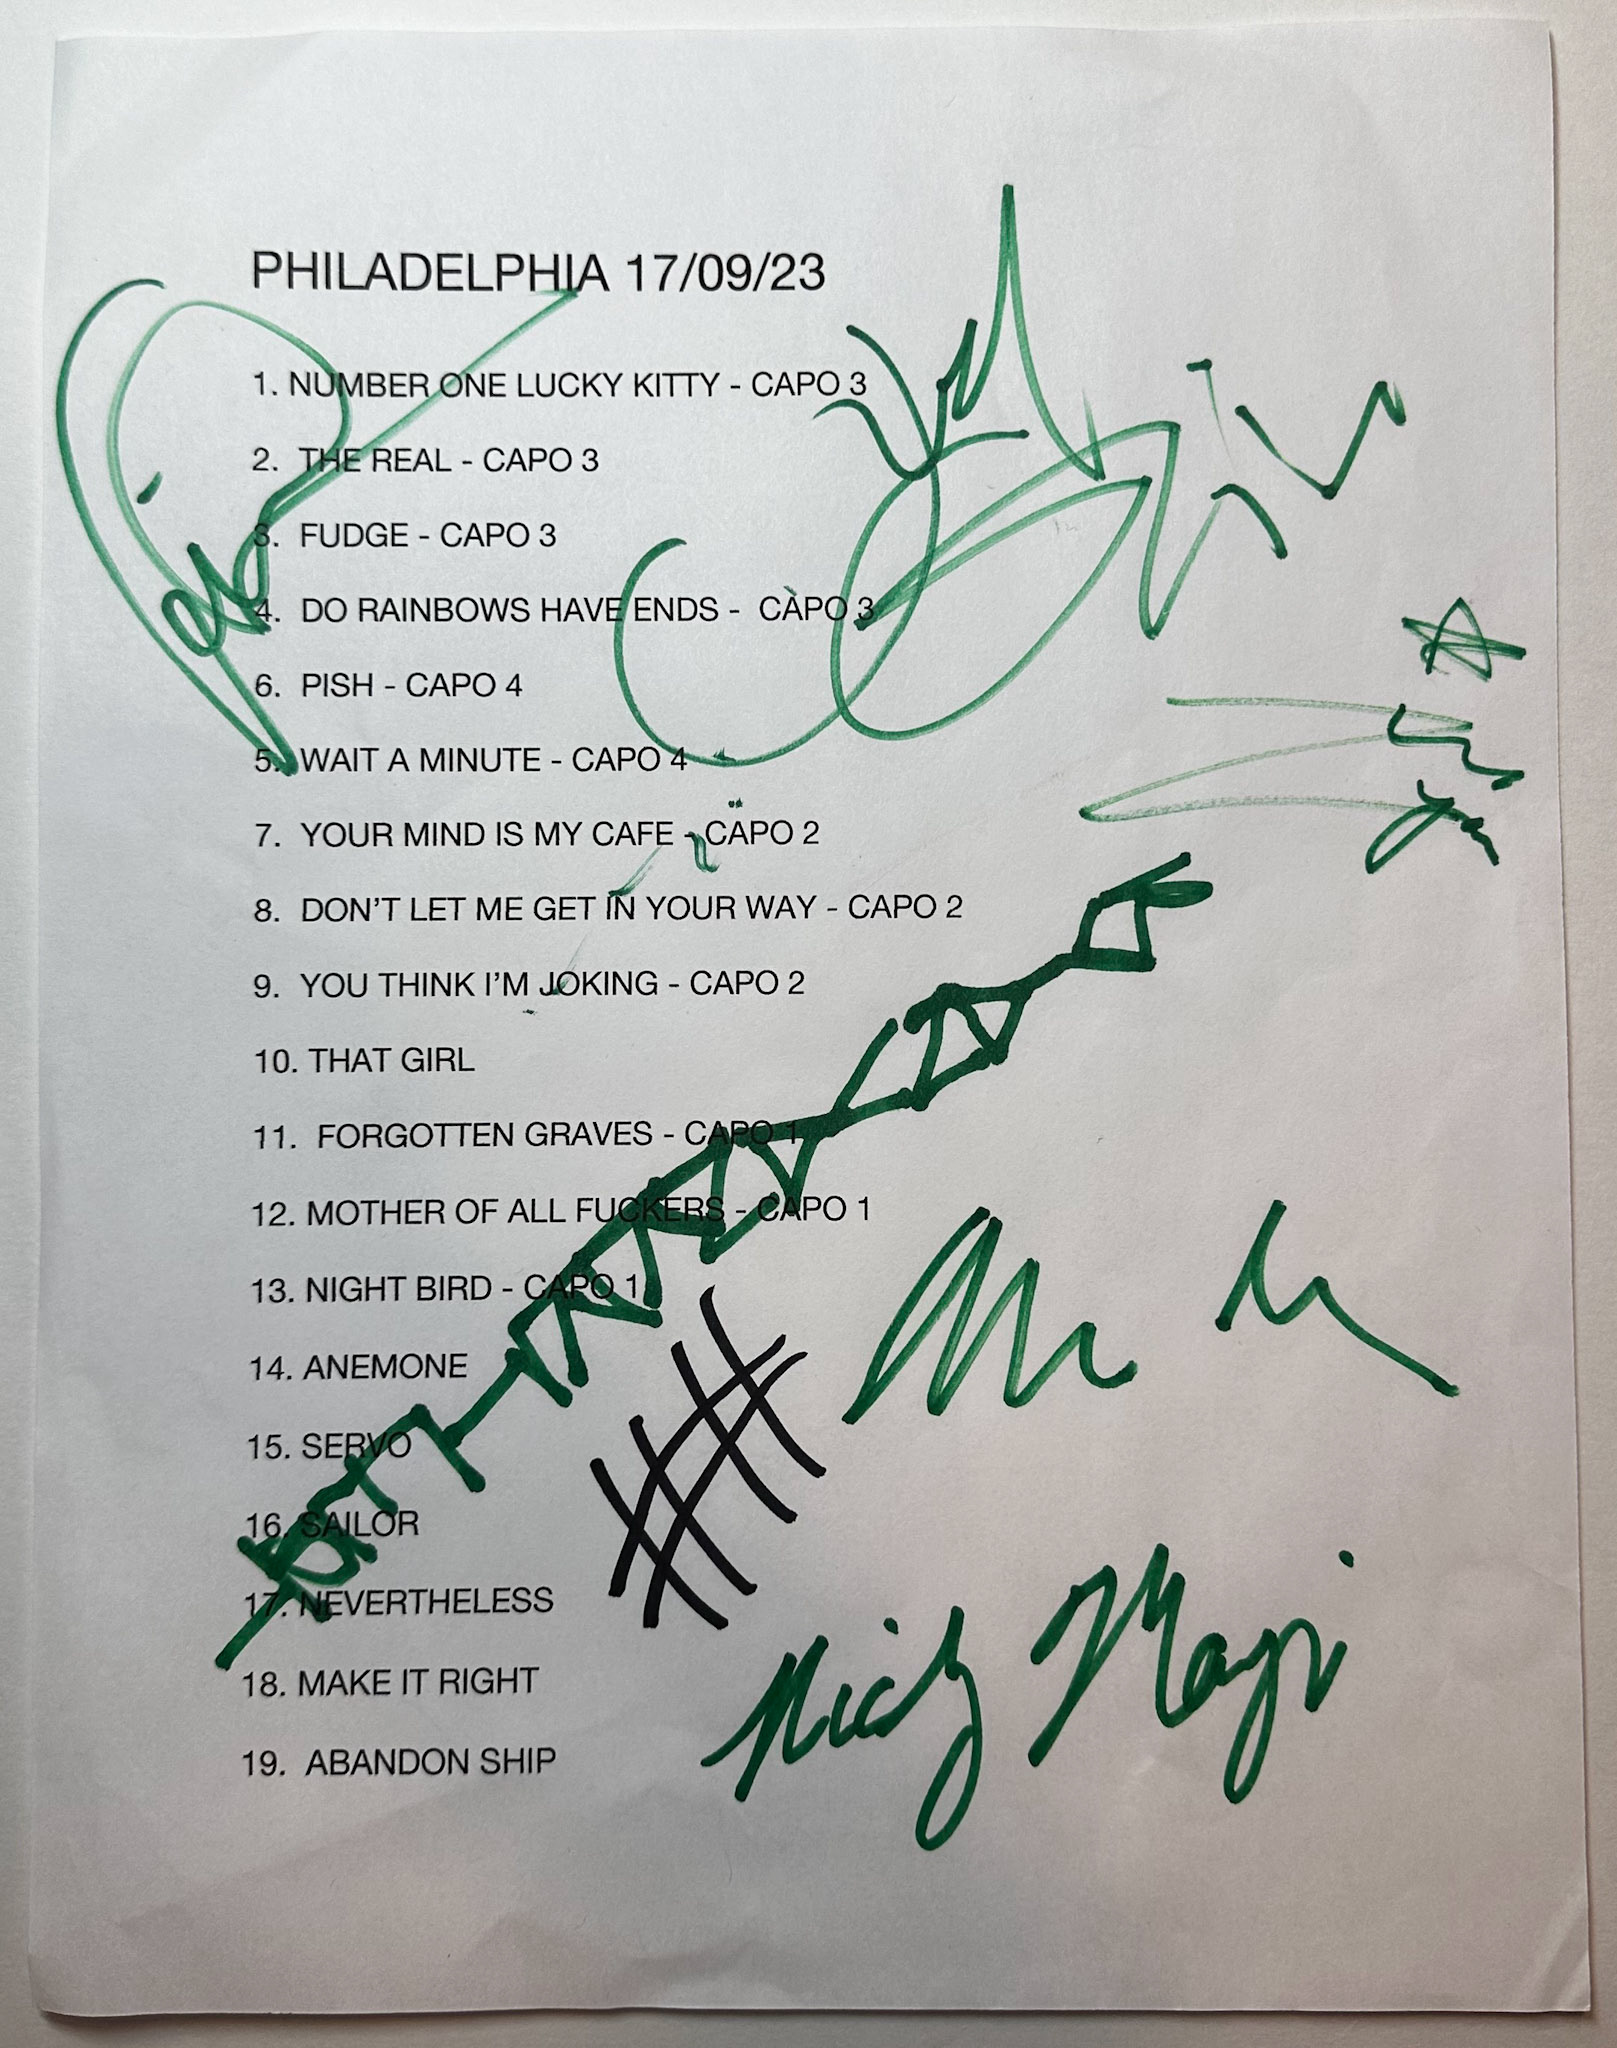 PHILADELPHIA 17/09/23
1. NUMBER ONE LUCKY KITTY - CAPO 3
2. THE REAL - CAPO 3
3. FUDGE - CAPO 3
4. DO RAINBOWS HAVE ENDS - CAPO 3
6. PISH - CAPO 4
5. WAIT A MINUTE - CAPO 4
7. YOUR MIND IS MY CAFE - CAPO 2
8. DON'T LET ME GET IN YOUR WAY - CAPO 2
9. YOU THINK I'M JOKING - CAPO 2
10. THAT GIRL
11. FORGOTTEN GRAVES - CAPO 1
12. MOTHER OF ALL FUCKERS - CAPO 1
13. NIGHT BIRD - CAPO 1
14. ANEMONE
15. SERVO
16. SAILOR
17. NEVERTHELESS
18. MAKE IT RIGHT
19. ABANDON SHIP